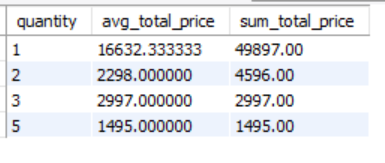 quantity avg_total_price sum_total_price
1 16632.333333 49897.00
2 2298.000000 4596.00
3 2997.000000 2997.00
5 1495.000000 1495.00